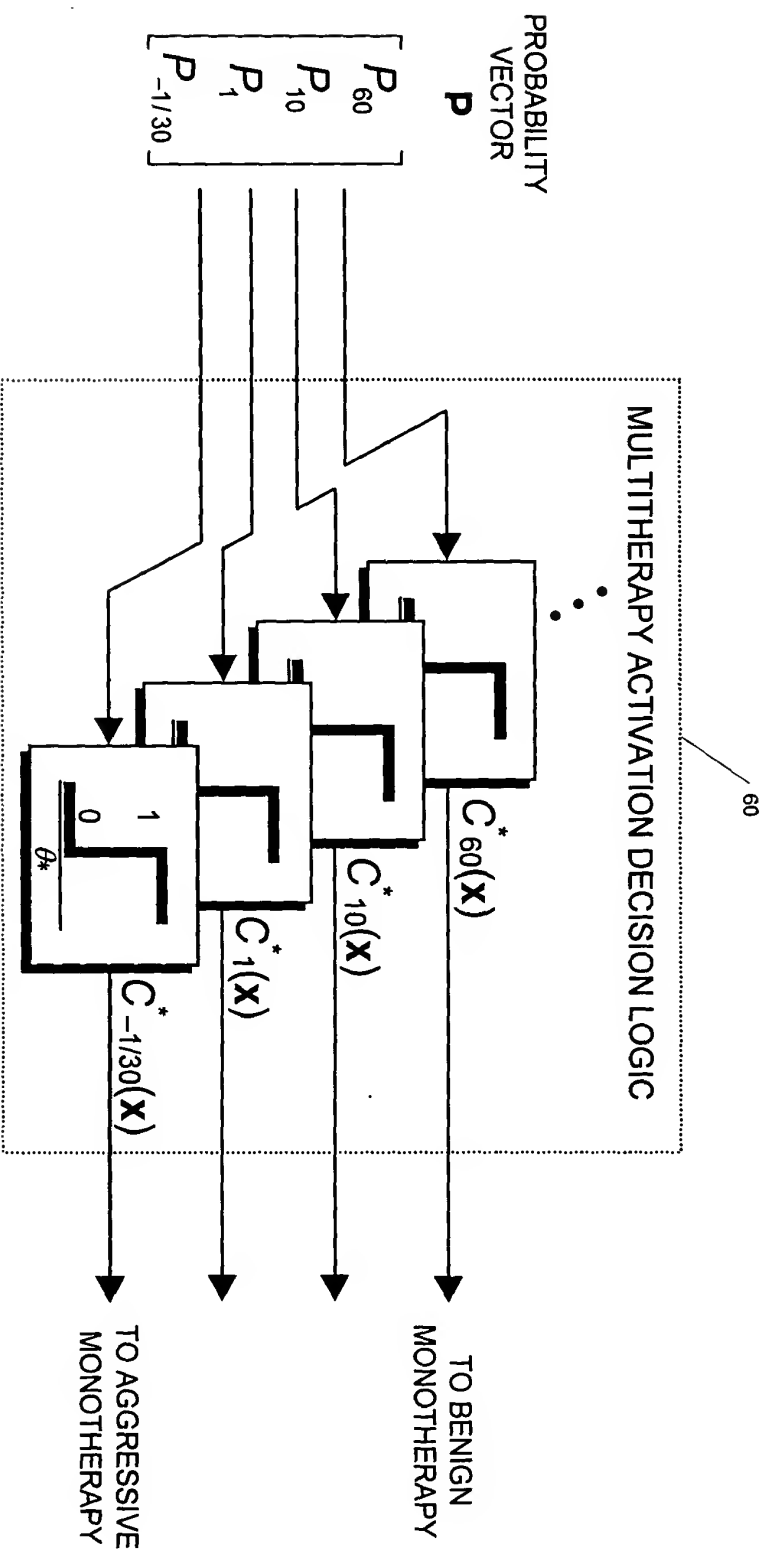 60
MULTITHERAPY ACTIVATION DECISION LOGIC
PROBABILITY
VECTOR
P
P60
P10
P1
P−1/30
C*60(x)
C*10(x)
C*1(x)
C*−1/30(x)
1
0
θ*
TO BENIGN
MONOTHERAPY
TO AGGRESSIVE
MONOTHERAPY